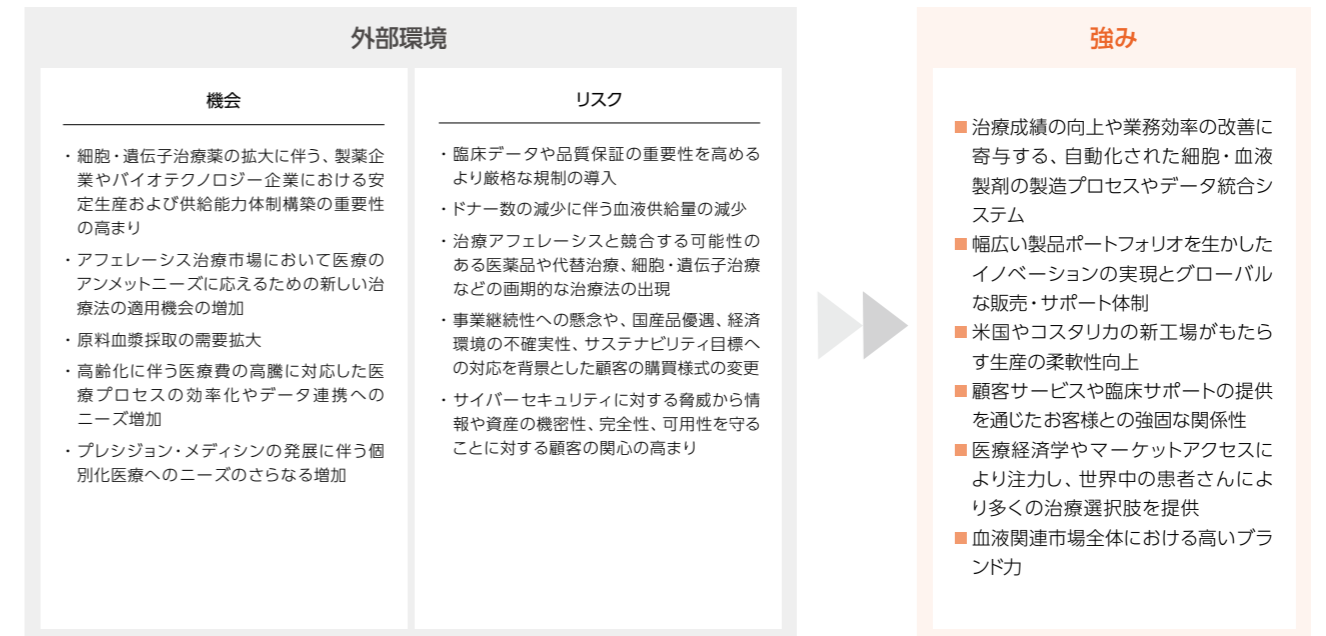 外部環境
機会
・細胞・遺伝子治療薬の拡大に伴う、製薬企
業やバイオテクノロジー企業における安
定生産および供給能力体制構築の重要性
の高まり
・アフェレーシス治療市場において医療の
アンメットニーズに応えるための新しい治
療法の適用機会の増加
・原料血漿採取の需要拡大
・高齢化に伴う医療費の高騰に対応した医
療プロセスの効率化やデータ連携への
ニーズ増加
・プレシジョン・メディシンの発展に伴う個
別化医療へのニーズのさらなる増加
リスク
・臨床データや品質保証の重要性を高める
より厳格な規制の導入
・ドナー数の減少に伴う血液供給量の減少
・治療アフェレーシスと競合する可能性の
ある医薬品や代替治療、細胞・遺伝子治療
などの画期的な治療法の出現
・事業継続性への懸念や、国産品優遇、経済
環境の不確実性、サステナビリティ目標へ
の対応を背景とした顧客の購買様式の変更
・サイバーセキュリティに対する脅威から情
報や資産の機密性、完全性、可用性を守る
ことに対する顧客の関心の高まり
強み
■治療成績の向上や業務効率の改善に
寄与する、自動化された細胞・血液
製剤の製造プロセスやデータ統合シ
ステム
■幅広い製品ポートフォリオを生かした
イノベーションの実現とグローバル
な販売・サポート体制
■米国やコスタリカの新工場がもたら
す生産の柔軟性向上
■顧客サービスや臨床サポートの提供
を通じたお客様との強固な関係性
■医療経済学やマーケットアクセスに
より注力し、世界中の患者さんによ
り多くの治療選択肢を提供
■血液関連市場全体における高いブラ
ンド力